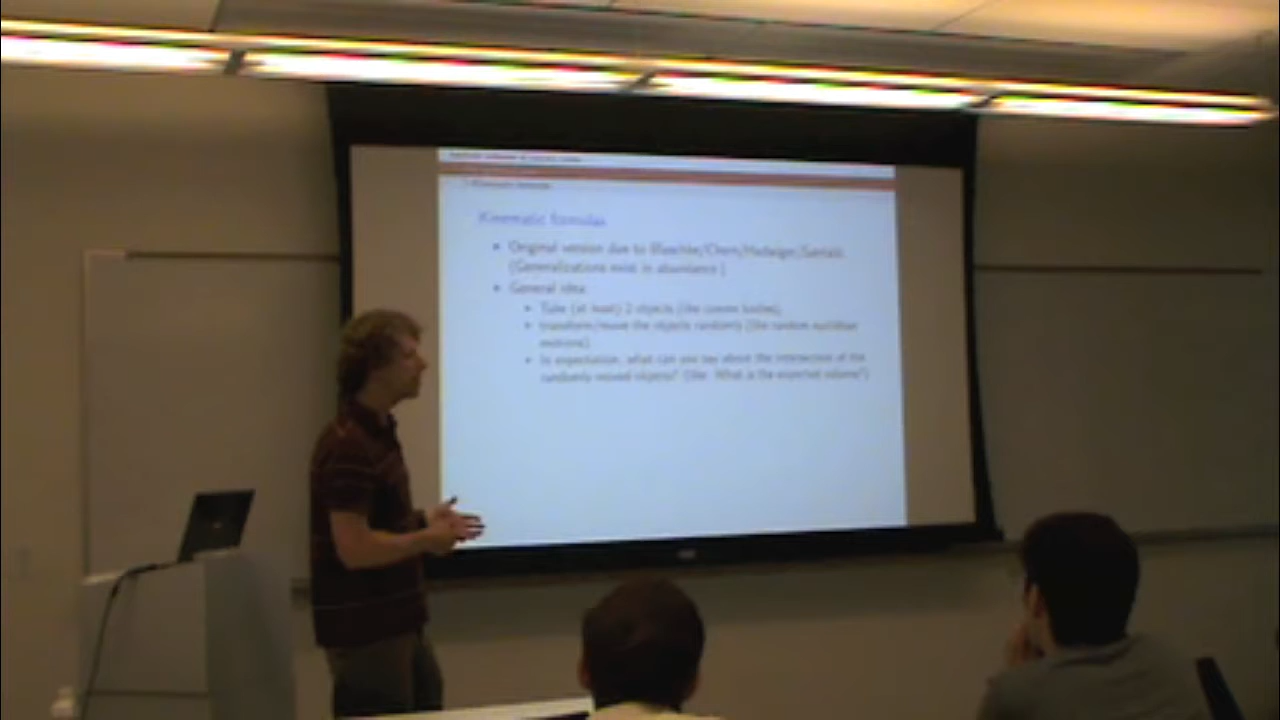 Kinematic formulas
• Original version due to Blaschke/Chern/Hadwiger/Santaló.
(Generalizations exist in abundance.)
• General idea:
• Take (at least) 2 objects (like convex bodies),
• transform/move the objects randomly (like random euclidean
motions).
• In expectation, what can you say about the intersection of the
randomly moved objects? (like: What is the expected volume?)